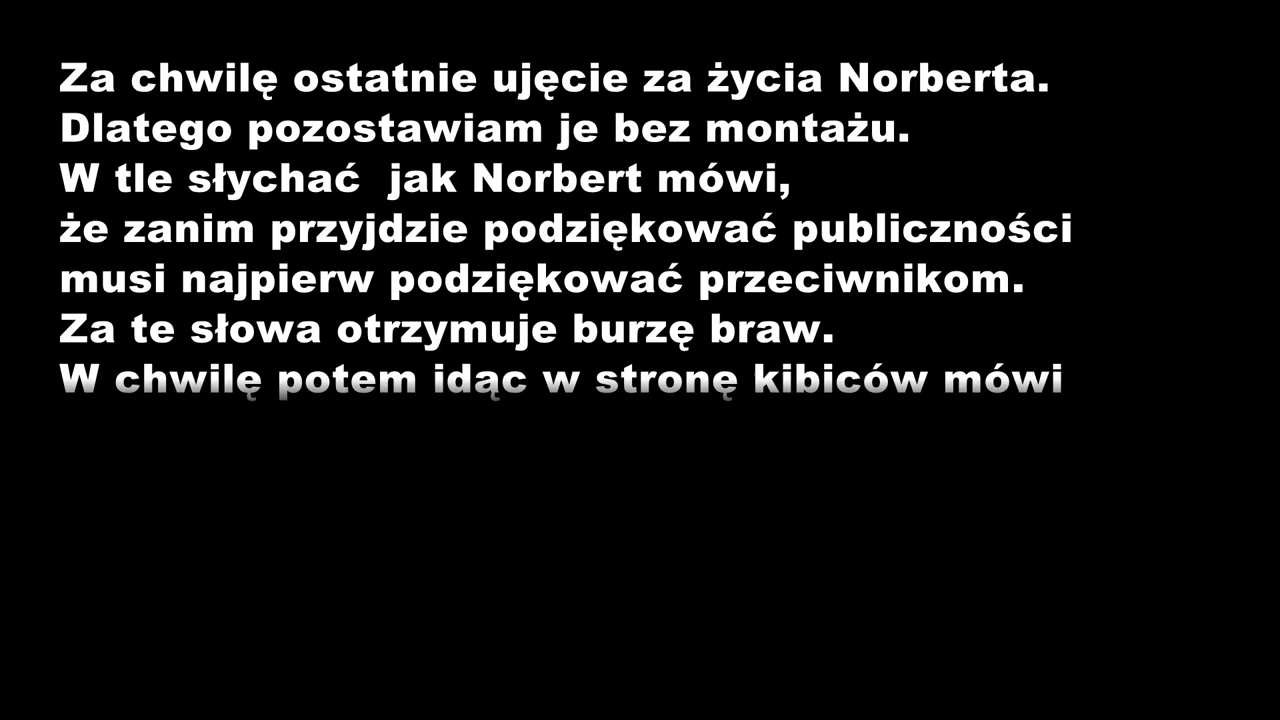 Za chwilę ostatnie ujęcie za życia Norberta.
Dlatego pozostawiam je bez montażu.
W tle słychać  jak Norbert mówi,
że zanim przyjdzie podziękować publiczności
musi najpierw podziękować przeciwnikom.
Za te słowa otrzymuje burzę braw.
W chwilę potem idąc w stronę kibiców mówi